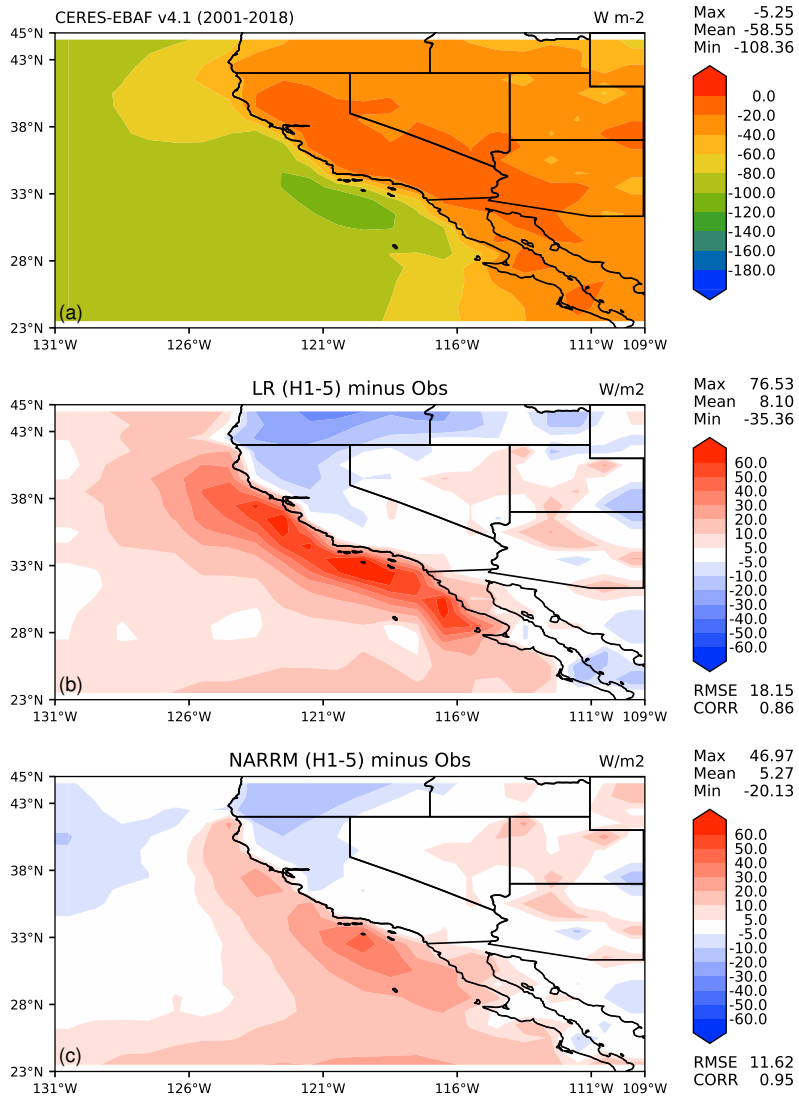 CERES-EBAF v4.1 (2001-2018) W m-2
Max -5.25
Mean -58.55
Min -108.36
45°N
43°N
38°N
33°N
28°N
23°N
0.0
-20.0
-40.0
-60.0
-80.0
-100.0
-120.0
-140.0
-160.0
-180.0
(a)
131°W 126°W 121°W 116°W 111°W 109°W
LR (H1-5) minus Obs W/m2
Max 76.53
Mean 8.10
Min -35.36
45°N
43°N
38°N
33°N
28°N
23°N
60.0
50.0
40.0
30.0
20.0
10.0
5.0
-5.0
-10.0
-20.0
-30.0
-40.0
-50.0
-60.0
(b)
RMSE 18.15
CORR 0.86
131°W 126°W 121°W 116°W 111°W 109°W
NARRM (H1-5) minus Obs W/m2
Max 46.97
Mean 5.27
Min -20.13
45°N
43°N
38°N
33°N
28°N
23°N
60.0
50.0
40.0
30.0
20.0
10.0
5.0
-5.0
-10.0
-20.0
-30.0
-40.0
-50.0
-60.0
(c)
RMSE 11.62
CORR 0.95
131°W 126°W 121°W 116°W 111°W 109°W